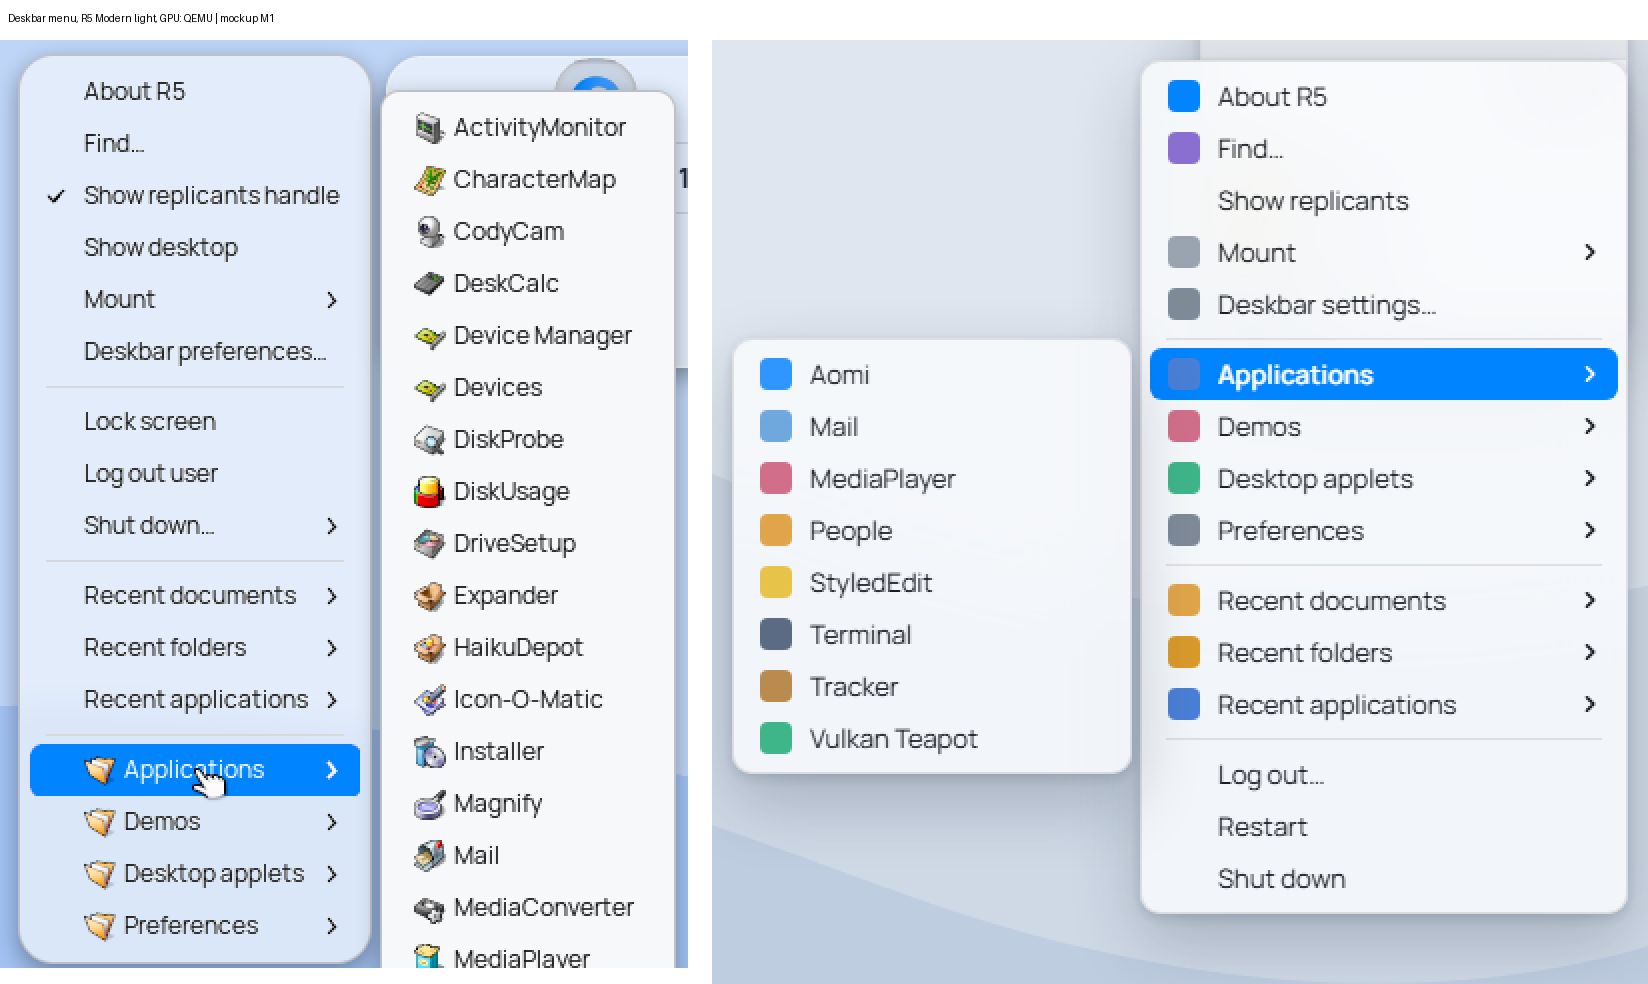 Deskbar menu, R5 Modern light, GPU: QEMU | mockup M1
About R5
Find...
Show replicants handle
Show desktop
Mount
Deskbar preferences...
Lock screen
Log out user
Shut down...
Recent documents
Recent folders
Recent applications
Applications
Demos
Desktop applets
Preferences
1
ActivityMonitor
CharacterMap
CodyCam
DeskCalc
Device Manager
Devices
DiskProbe
DiskUsage
DriveSetup
Expander
HaikuDepot
Icon-O-Matic
Installer
Magnify
Mail
MediaConverter
MediaPlayer
Aomi
Mail
MediaPlayer
People
StyledEdit
Terminal
Tracker
Vulkan Teapot
About R5
Find...
Show replicants
Mount
Deskbar settings...
Applications
Demos
Desktop applets
Preferences
Recent documents
Recent folders
Recent applications
Log out...
Restart
Shut down